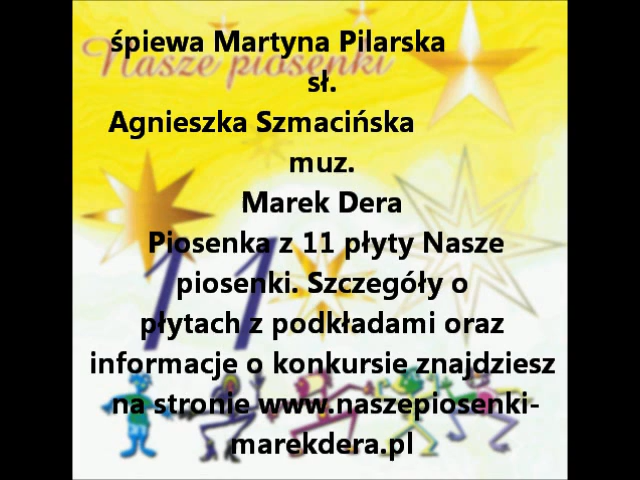 śpiewa Martyna Pilarska
Nasze piosenki
sł.
Agnieszka Szmacińska
muz.
Marek Dera
Piosenka z 11 płyty Nasze
piosenki. Szczegóły o
11
płytach z podkładami oraz
informacje o konkursie znajdziesz
na stronie www.naszepiosenki-
marekdera.pl